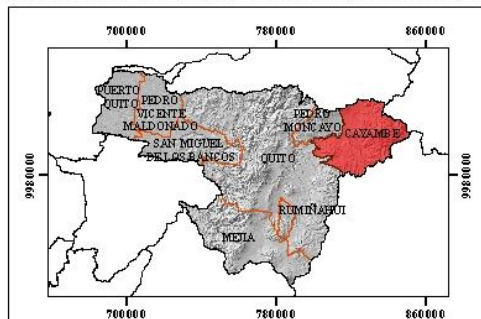 700000 780000 860000
PUERTO
QUITO
PEDRO
VICENTE
MALDONADO
SAN MIGUEL
DE LOS BANCOS
PEDRO
MONCAYO
CAYAMBE
QUITO
9980000
9980000
RUMIÑAHUI
MEJIA
700000 780000 860000